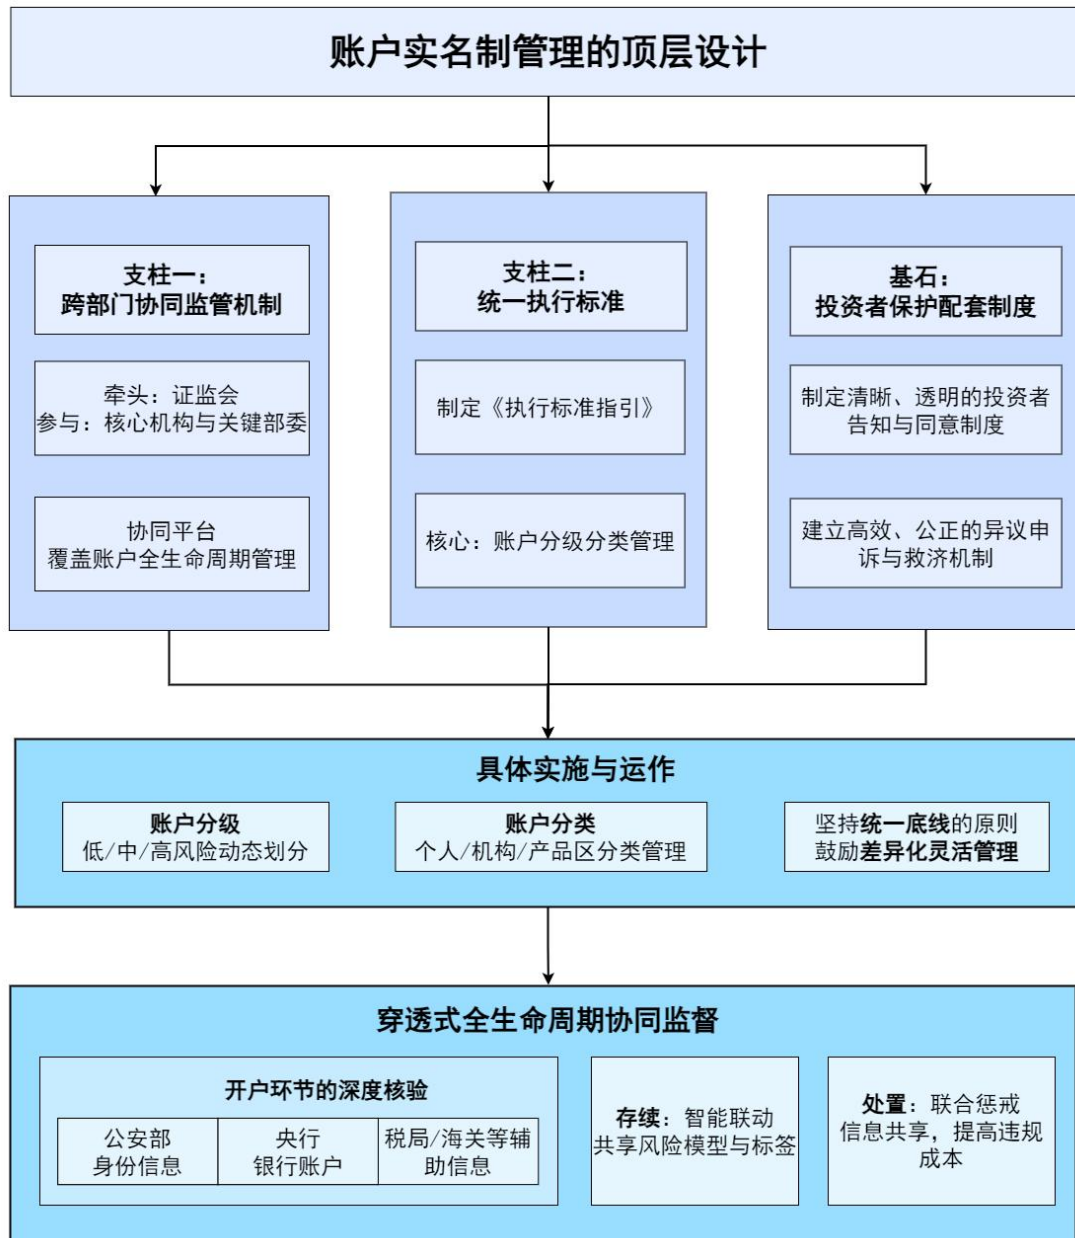 账户实名制管理的顶层设计
支柱一：
跨部门协同监管机制
牵头：证监会
参与：核心机构与关键部委
协同平台
覆盖账户全生命周期管理
支柱二：
统一执行标准
制定《执行标准指引》
核心：账户分级分类管理
基石：
投资者保护配套制度
制定清晰、透明的投资者
告知与同意制度
建立高效、公正的异议申
诉与救济机制
具体实施与运作
账户分级
低/中/高风险动态划分
账户分类
个人/机构/产品区分类管理
坚持统一底线的原则
鼓励差异化灵活管理
穿透式全生命周期协同监督
开户环节的深度核验
公安部
身份信息
央行
银行账户
税局/海关等辅
助信息
存续：智能联动
共享风险模型与标签
处置：联合惩戒
信息共享，提高违规
成本